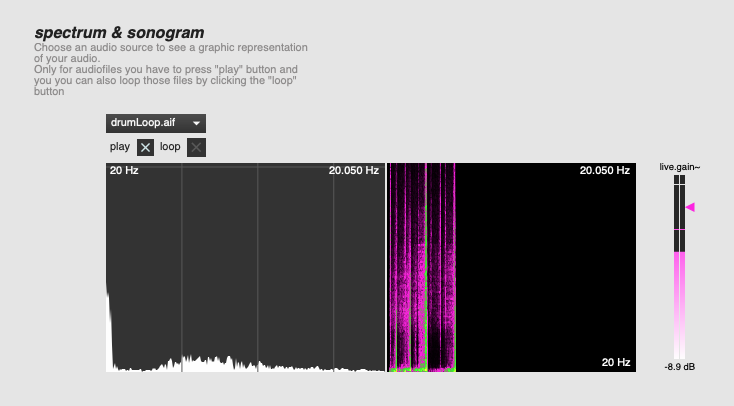 spectrum & sonogram
Choose an audio source to see a graphic representation
of your audio.
Only for audiofiles you have to press "play" button and
you you can also loop those files by clicking the "loop"
button
drumLoop.aif
play loop
20 Hz 20.050 Hz 20.050 Hz
live.gain~
20 Hz
-8.9 dB